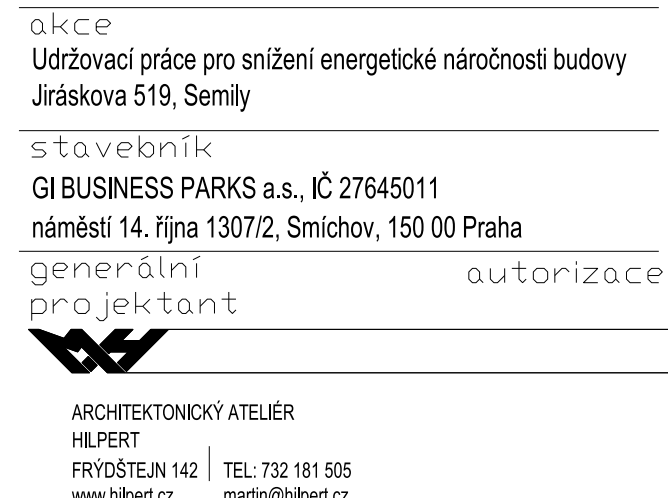 akce
Udržovací práce pro snížení energetické náročnosti budovy
Jiráskova 519, Semily
stavebník
GI BUSINESS PARKS a.s., IČ 27645011
náměstí 14. října 1307/2, Smíchov, 150 00 Praha
generální autorizace
projektant
ARCHITEKTONICKÝ ATELIÉR
HILPERT
FRÝDŠTEJN 142 TEL: 732 181 505
www.hilpert.cz martin@hilpert.cz